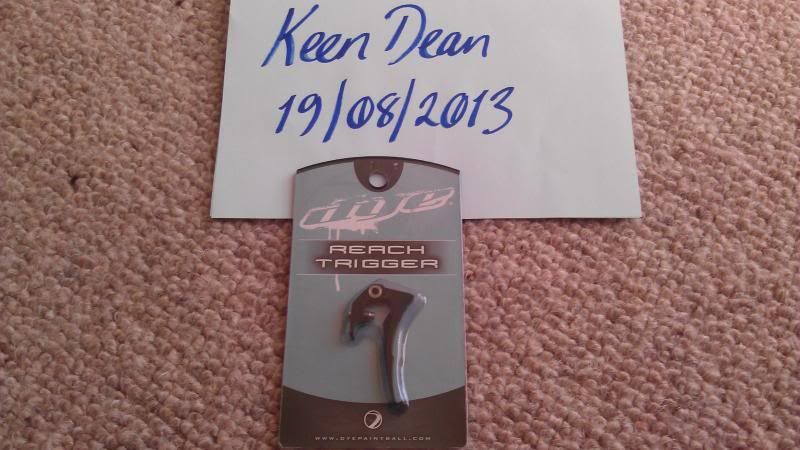 Keen Dean
19/08/2013
dye
REACH
TRIGGER
WWW.DYEPAINTBALL.COM